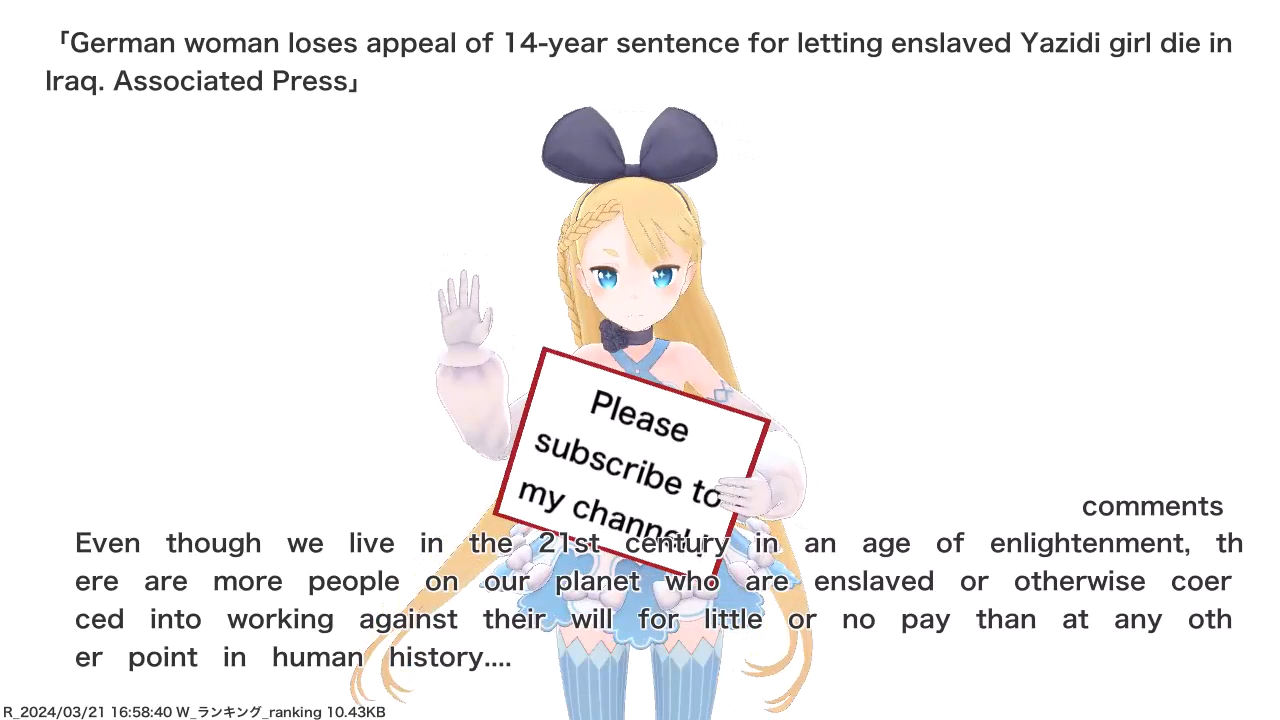 「German woman loses appeal of 14-year sentence for letting enslaved Yazidi girl die in
Iraq. Associated Press」
Please
subscribe to
my channel!
comments
Even though we live in the 21st century in an age of enlightenment, th
ere are more people on our planet who are enslaved or otherwise coer
ced into working against their will for little or no pay than at any oth
er point in human history....
R_2024/03/21 16:58:40 W_ランキング_ranking 10.43KB